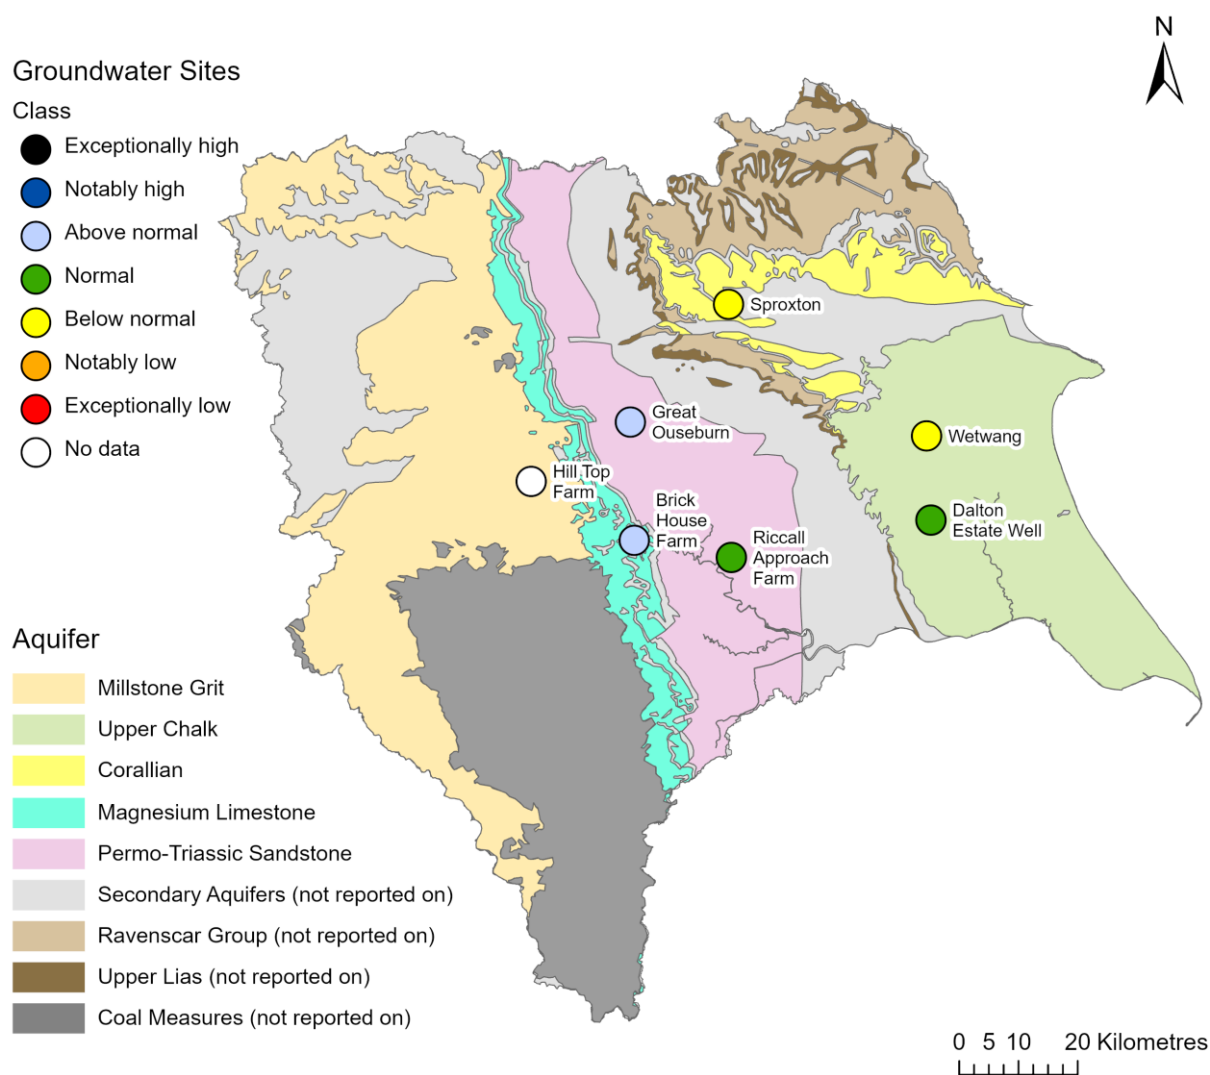 N
Groundwater Sites
Class
Exceptionally high
Notably high
Above normal
Normal
Below normal
Notably low
Exceptionally low
No data
Sproxton
Great
Ouseburn
Wetwang
Hill Top
Farm
Brick
House
Farm
Dalton
Estate Well
Riccall
Approach
Farm
Aquifer
Millstone Grit
Upper Chalk
Corallian
Magnesium Limestone
Permo-Triassic Sandstone
Secondary Aquifers (not reported on)
Ravenscar Group (not reported on)
Upper Lias (not reported on)
Coal Measures (not reported on)
0 5 10 20 Kilometres